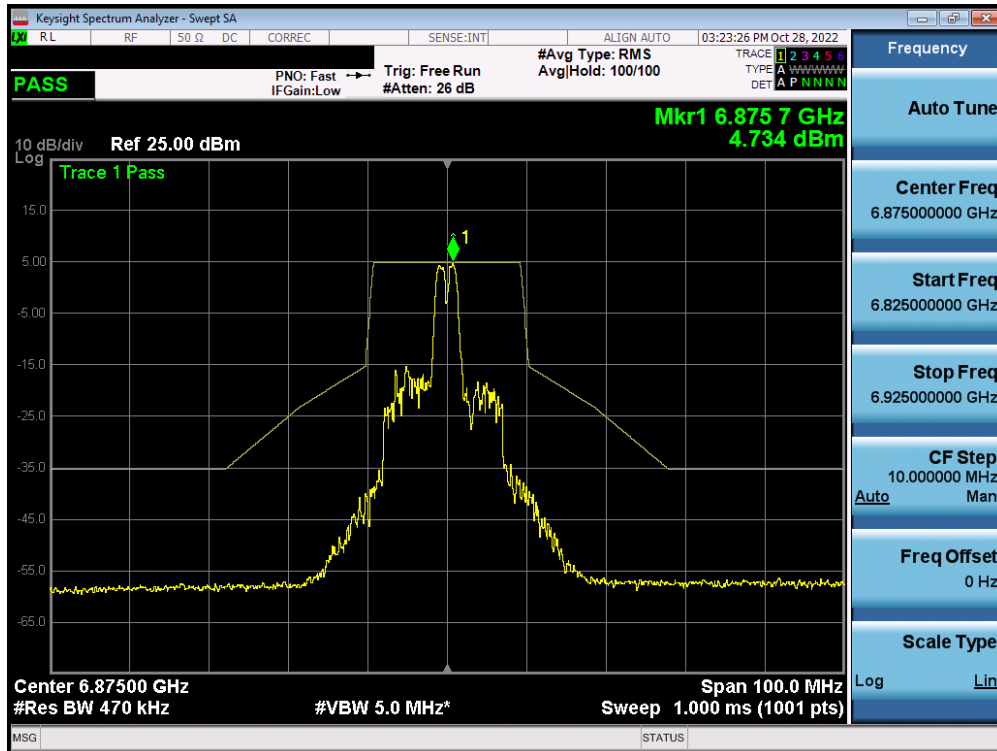 Keysight Spectrum Analyzer - Swept SA
LXI RL RF 50 Ω DC CORREC SENSE:INT ALIGN AUTO 03:23:26 PM Oct 28, 2022
Frequency
PASS
PNO: Fast
IFGain:Low
Trig: Free Run
#Atten: 26 dB
#Avg Type: RMS
Avg|Hold: 100/100
TRACE 1 2 3 4 5 6
TYPE A WWWWW
DET A P N N N N
Mkr1 6.875 7 GHz
4.734 dBm
10 dB/div Ref 25.00 dBm
Log
Trace 1 Pass
15.0
5.00
-5.00
-15.0
-25.0
-35.0
-45.0
-55.0
-65.0
1
Center 6.87500 GHz Span 100.0 MHz
#Res BW 470 kHz #VBW 5.0 MHz* Sweep 1.000 ms (1001 pts)
MSG STATUS
Auto Tune
Center Freq
6.875000000 GHz
Start Freq
6.825000000 GHz
Stop Freq
6.925000000 GHz
CF Step
10.000000 MHz
Auto Man
Freq Offset
0 Hz
Scale Type
Log Lin